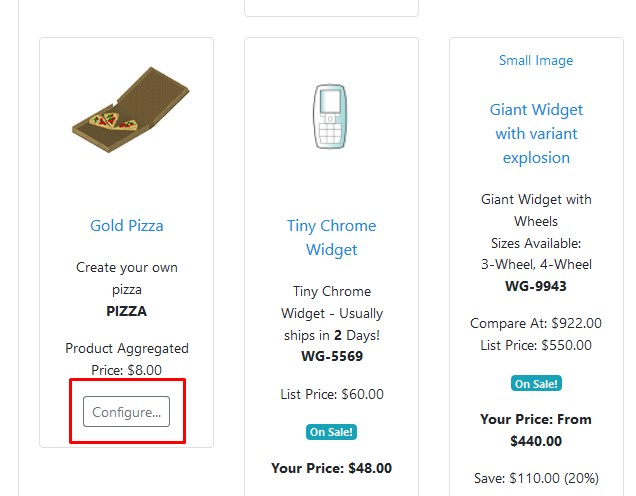 Gold Pizza
Create your own
pizza
PIZZA
Product Aggregated
Price: $8.00
Configure...
Tiny Chrome
Widget
Tiny Chrome
Widget - Usually
ships in 2 Days!
WG-5569
List Price: $60.00
On Sale!
Your Price: $48.00
Small Image
Giant Widget
with variant
explosion
Giant Widget with
Wheels
Sizes Available:
3-Wheel, 4-Wheel
WG-9943
Compare At: $922.00
List Price: $550.00
On Sale!
Your Price: From
$440.00
Save: $110.00 (20%)